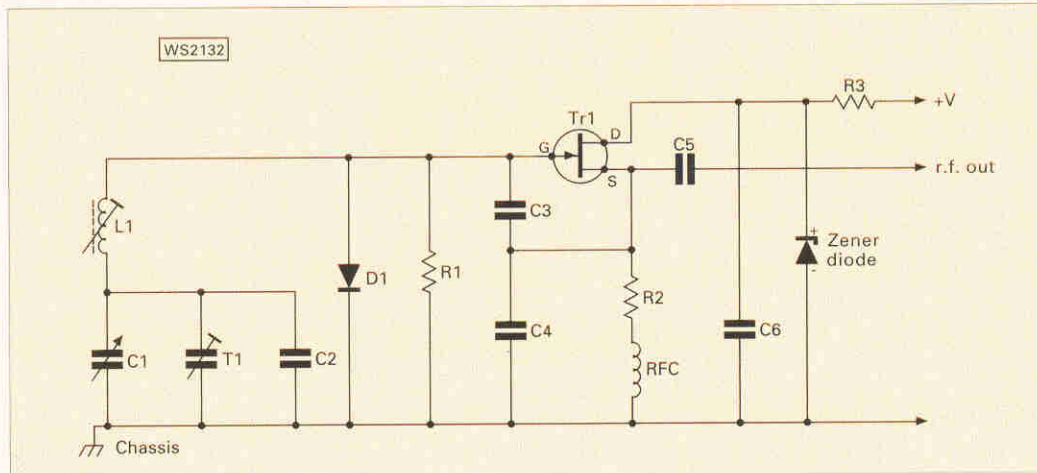 WS2132
R3
+V
Tr1
D
G
C5
S
r.f. out
C3
L1
+
Zener
diode
-
D1
R1
R2
C1
T1
C2
C4
C6
RFC
Chassis